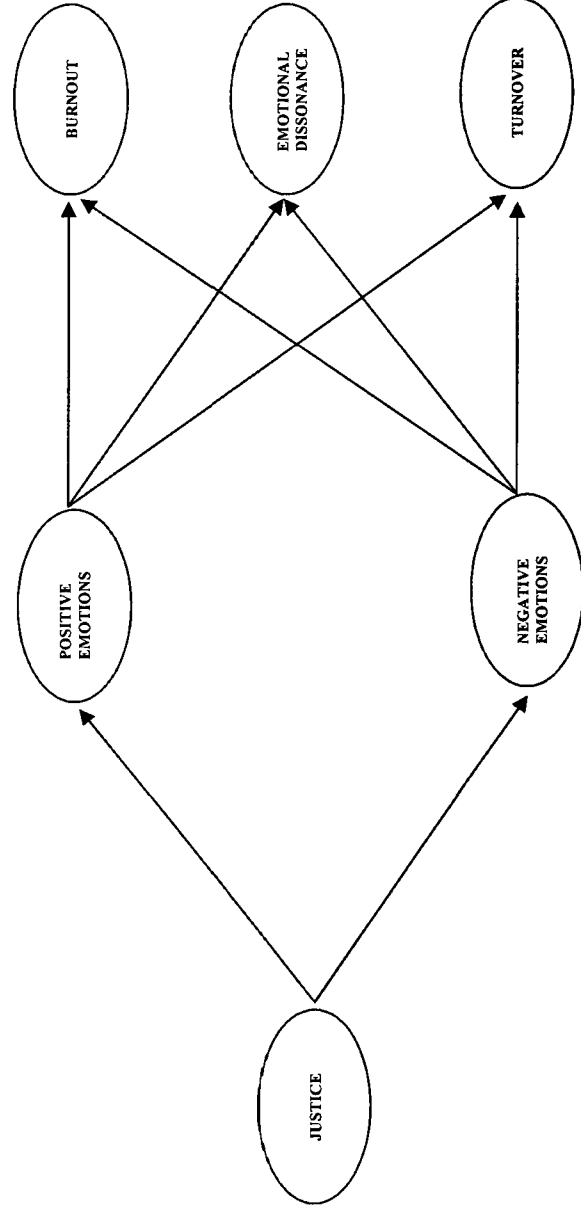 JUSTICE
POSITIVE
EMOTIONS
NEGATIVE
EMOTIONS
BURNOUT
EMOTIONAL
DISSONANCE
TURNOVER